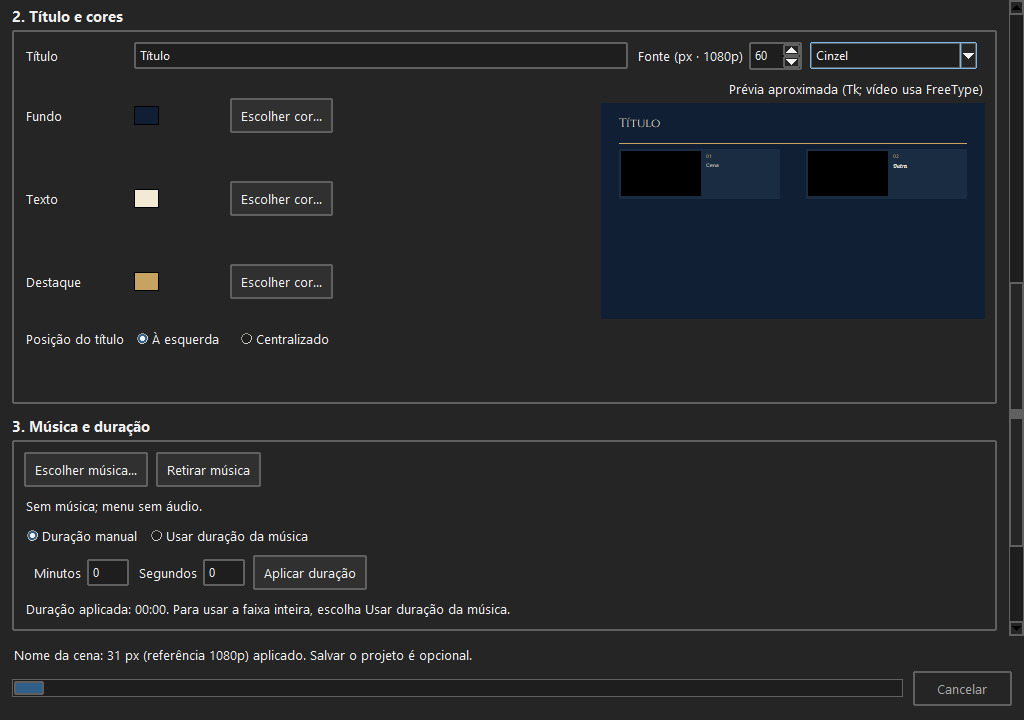 2. Título e cores
Título
Título
Fonte (px · 1080p)
60
Cinzel
Prévia aproximada (Tk; vídeo usa FreeType)
Fundo
Escolher cor...
TÍTULO
01
Cena
02
Outra
Texto
Escolher cor...
Destaque
Escolher cor...
Posição do título
À esquerda
Centralizado
3. Música e duração
Escolher música...
Retirar música
Sem música; menu sem áudio.
Duração manual
Usar duração da música
Minutos
0
Segundos
0
Aplicar duração
Duração aplicada: 00:00. Para usar a faixa inteira, escolha Usar duração da música.
Nome da cena: 31 px (referência 1080p) aplicado. Salvar o projeto é opcional.
Cancelar